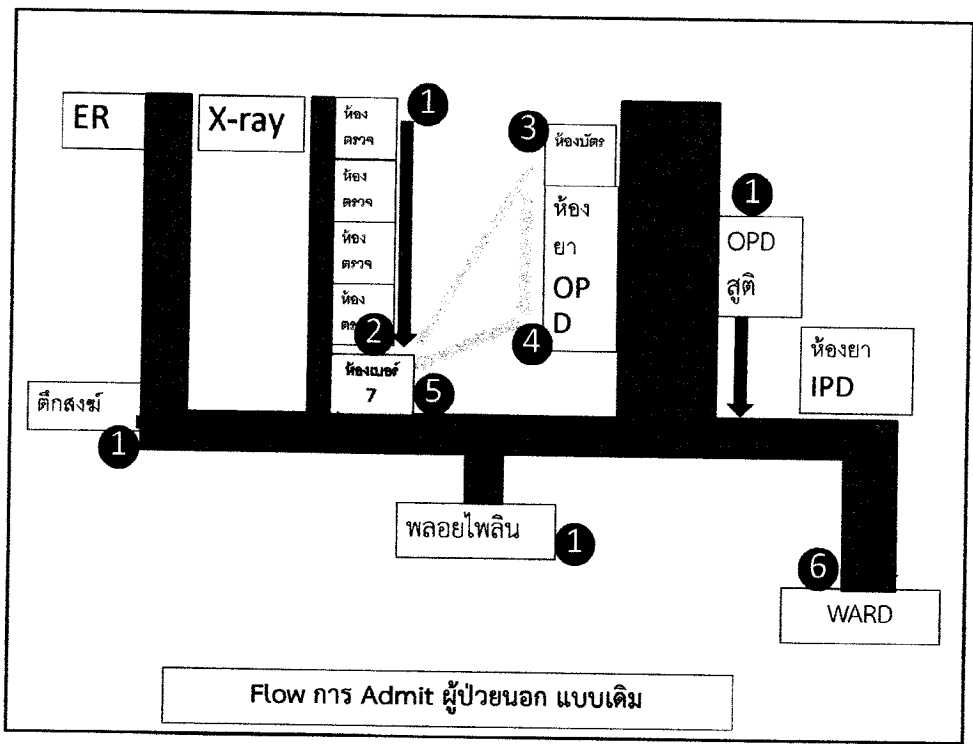 ER
X-ray
ห้อง
ตรวจ
1
3
ห้องบัตร
ห้อง
ตรวจ
ห้อง
ยา
OP
D
1
OPD
สูติ
ห้อง
ตรวจ
ห้อง
2
4
ห้องยา
IPD
ห้องเบอร์
7
5
ตึกสงฆ์
1
พลอยไพลิน
1
6
WARD
Flow การ Admit ผู้ป่วยนอก แบบเดิม